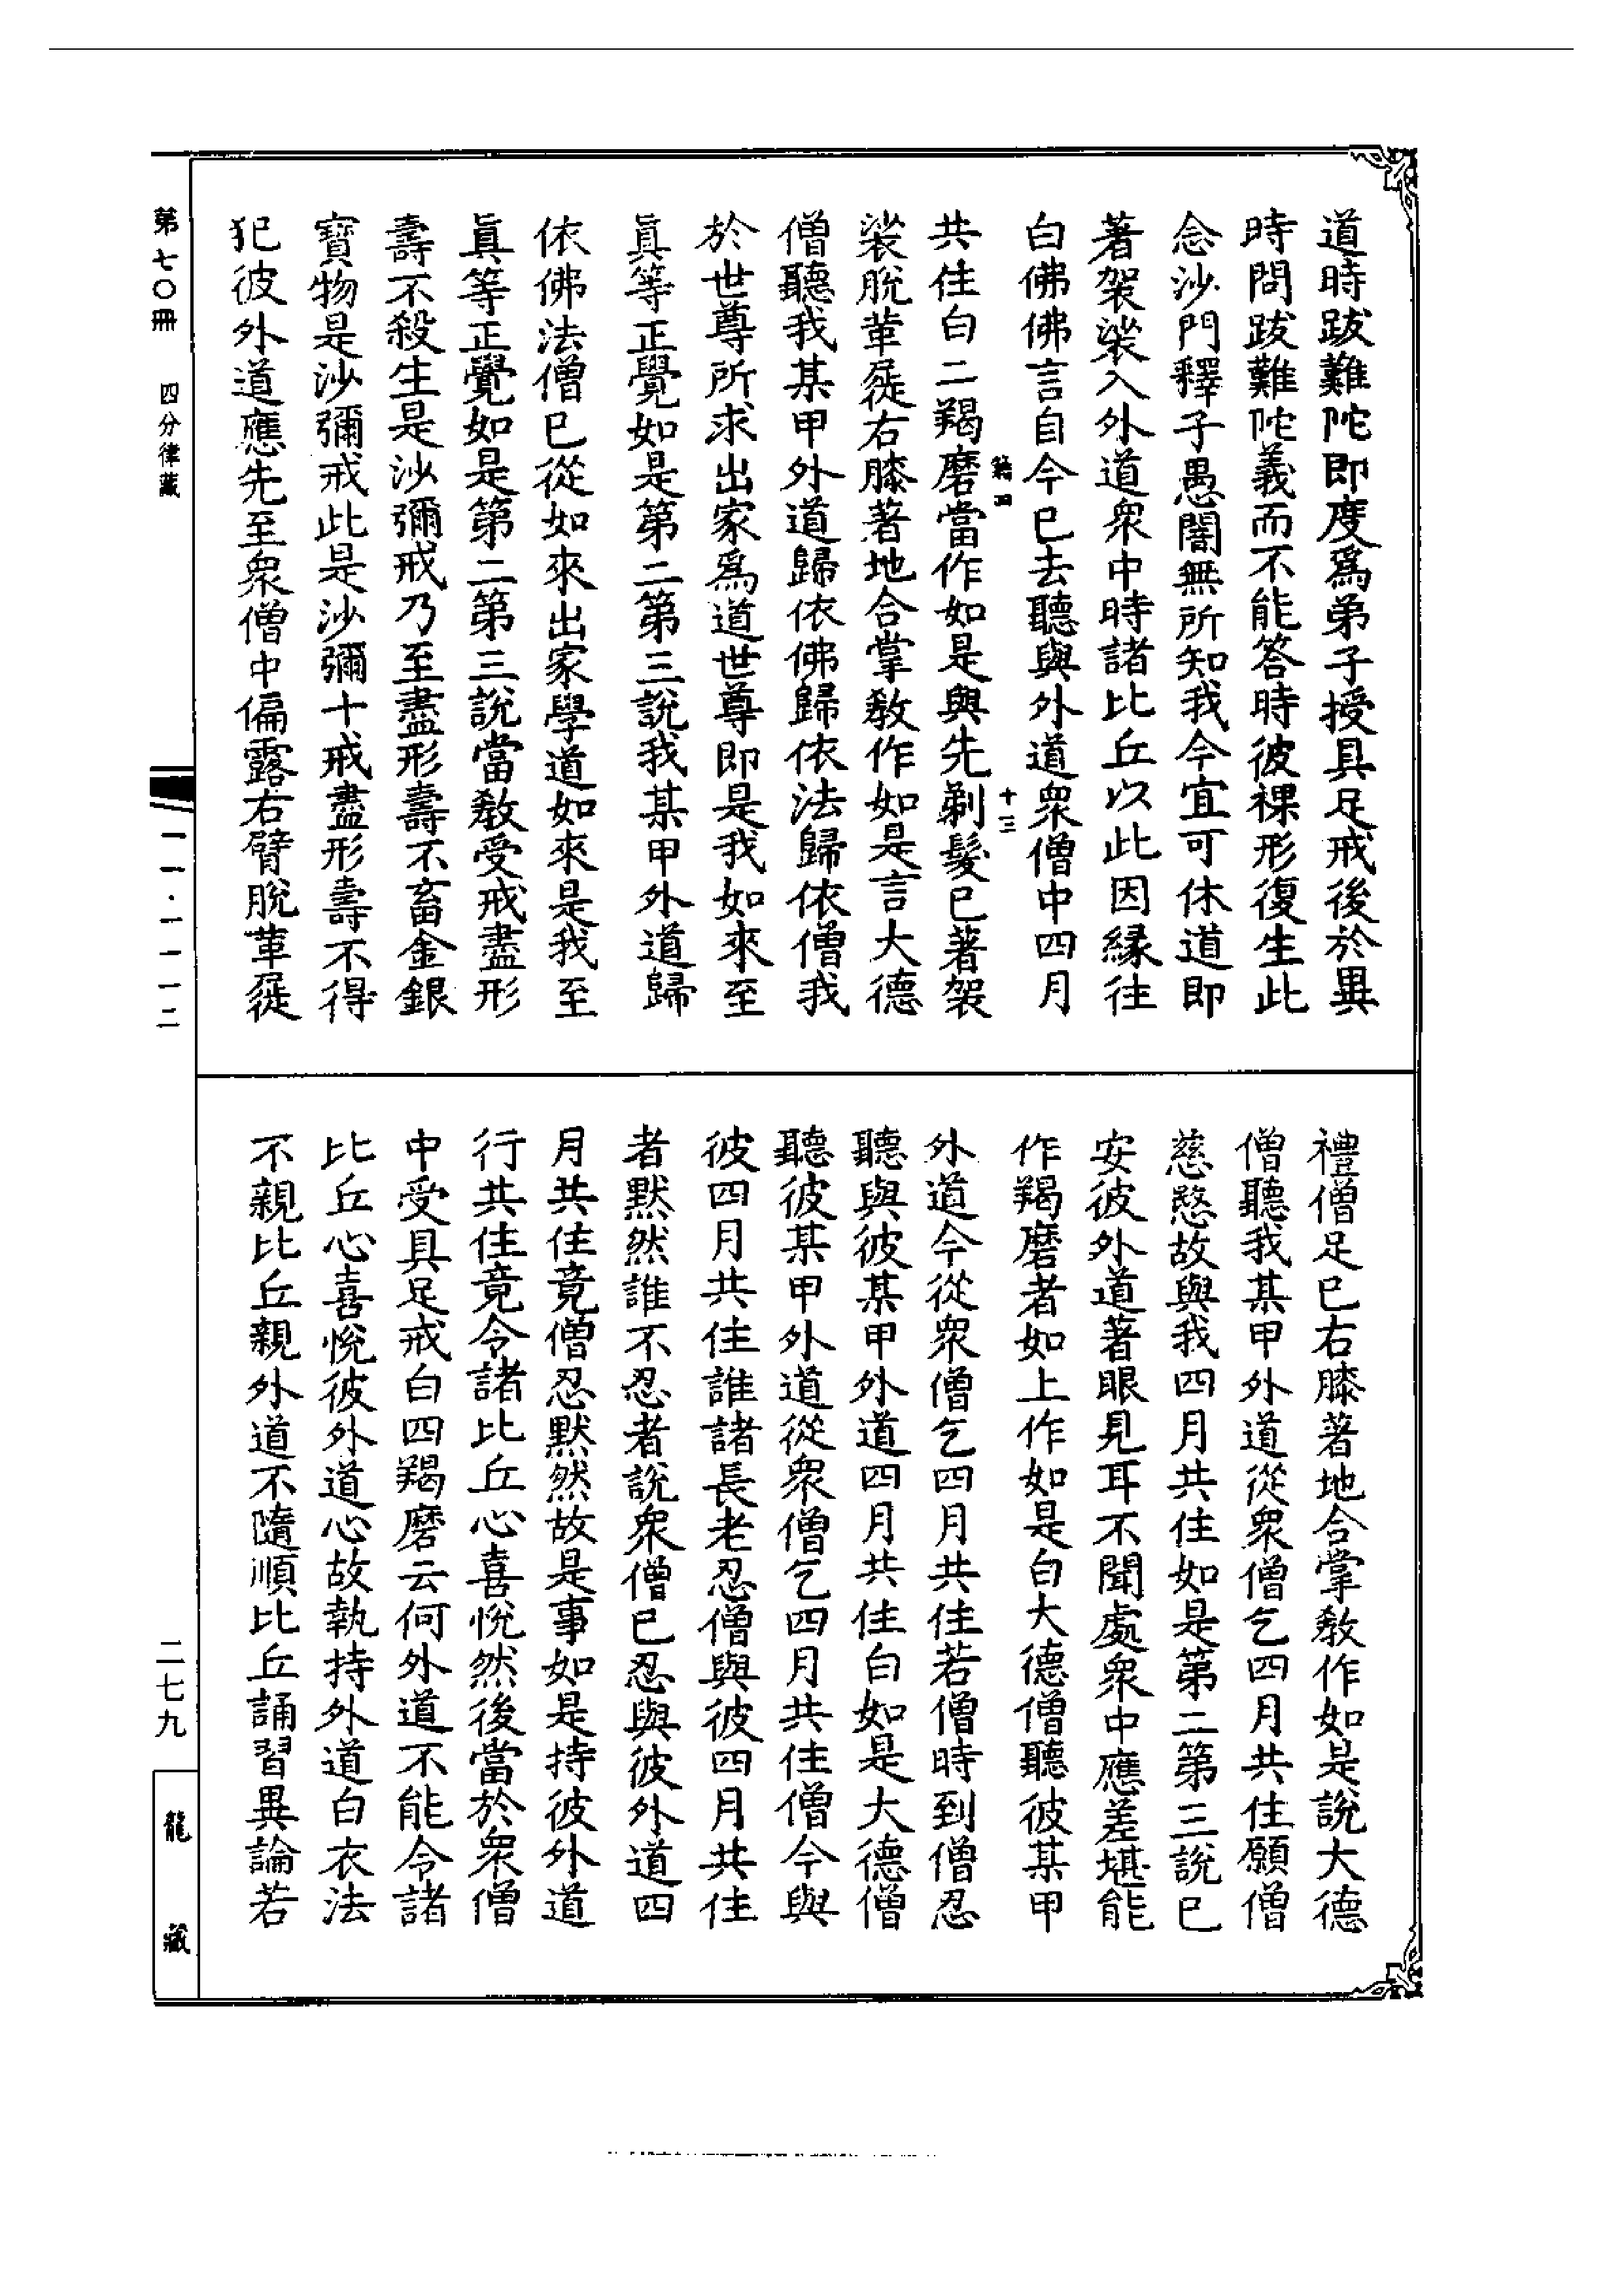 道時跋難陀即度爲弟子授具足戒後於異
時問跋難陀義而不能答時彼裸形復生此
念沙門釋子愚闇無所知我今宜可休道即
著袈裟入外道衆中時諸比丘以此因緣往
白佛佛言自今已去聽與外道衆僧中四月
十三
共住白二羯磨當作如是與先剃髮已著袈
裟脫革屣右膝著地合掌教作如是言大德
僧聽我某甲外道歸依佛歸依法歸依僧我
於世尊所求出家爲道世尊即是我如來至
眞等正覺如是第二第三說我某甲外道歸
依佛法僧已從如來出家學道如來是我至
眞等正覺如是第二第三說當教受戒盡形
壽不殺生是沙彌戒乃至盡形壽不畜金銀
寶物是沙彌戒此是沙彌十戒盡形壽不得
犯彼外道應先至衆僧中偏露右臂脫革屣
禮僧足已右膝著地合掌教作如是說大德
僧聽我某甲外道從衆僧乞四月共住願僧
慈愍故與我四月共住如是第二第三說已
安彼外道著眼見耳不聞處衆中應差堪能
作羯磨者如上作如是白大德僧聽彼某甲
外道今從衆僧乞四月共住若僧時到僧忍
聽與彼某甲外道四月共住白如是大德僧
聽彼某甲外道從衆僧乞四月共住僧今與
彼四月共住誰諸長老忍僧與彼四月共住
者默然誰不忍者說衆僧已忍與彼外道四
月共住竟僧忍默然故是事如是持彼外道
行共住竟令諸比丘心喜悅然後當於衆僧
中受具足戒白四羯磨云何外道不能令諸
比丘心喜悅彼外道心故執持外道白衣法
不親比丘親外道不隨順比丘誦習異論若
第七〇冊 四分律藏
一一·一一一二
二七九
龍藏